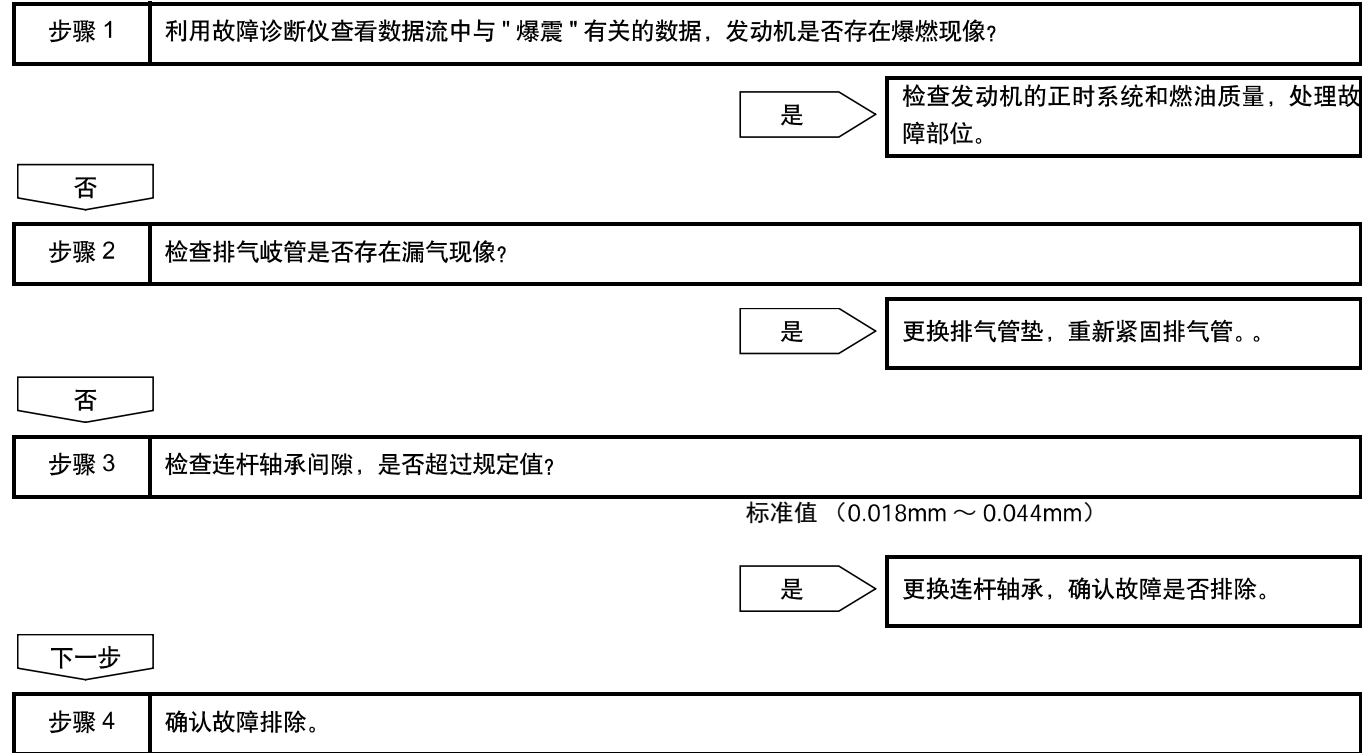 步骤 1 利用故障诊断仪查看数据流中与 " 爆震 " 有关的数据，发动机是否存在爆燃现像？
是
检查发动机的正时系统和燃油质量，处理故
障部位。
否
步骤 2 检查排气岐管是否存在漏气现像？
是
更换排气管垫，重新紧固排气管。。
否
步骤 3 检查连杆轴承间隙，是否超过规定值？
标准值 （0.018mm ～ 0.044mm）
是
更换连杆轴承，确认故障是否排除。
下一步
步骤 4 确认故障排除。